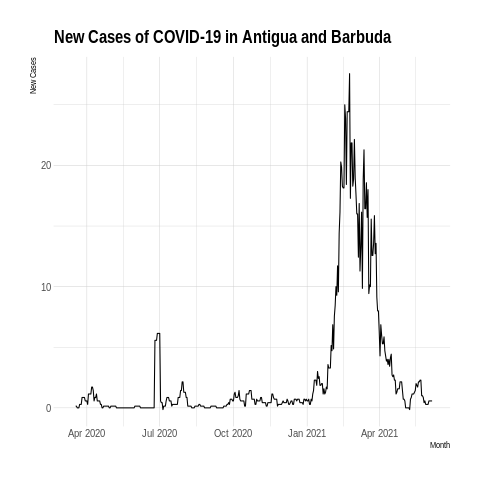 New Cases of COVID-19 in Antigua and Barbuda
New Cases
20
10
0
Apr 2020 Jul 2020 Oct 2020 Jan 2021 Apr 2021
Month